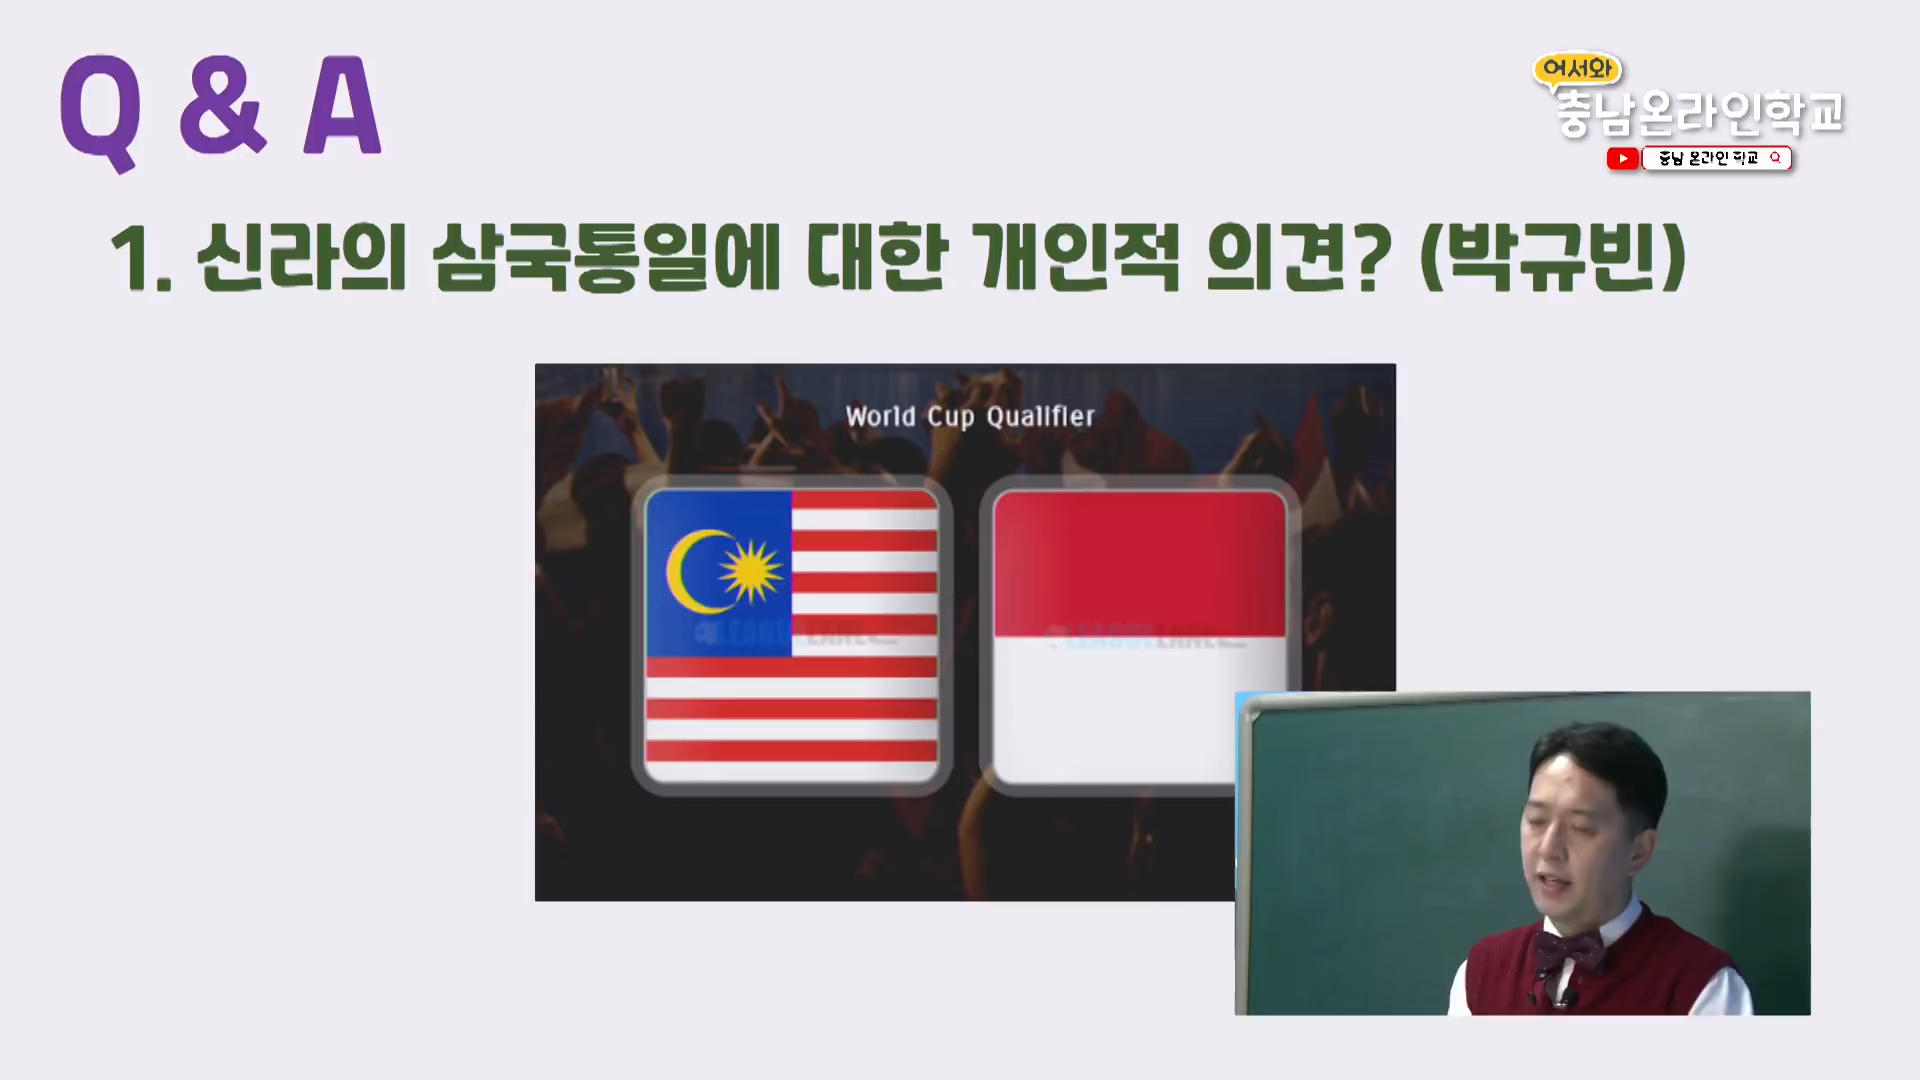 Q & A
어서와
충남온라인학교
충남 온라인 학교
1. 신라의 삼국통일에 대한 개인적 의견? (박규빈)
World Cup Qualifier
LEAGUELANE
LEAGUELANE